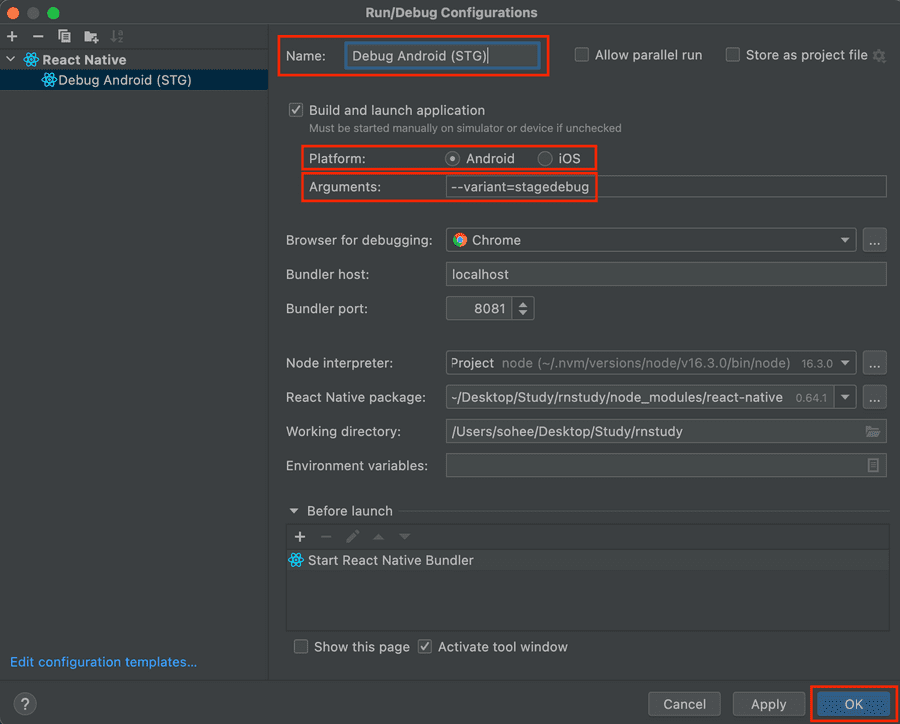 Run/Debug Configurations
React Native
Debug Android (STG)
Name: Debug Android (STG)
Allow parallel run
Store as project file
Build and launch application
Must be started manually on simulator or device if unchecked
Platform: Android iOS
Arguments: --variant=stagedebug
Browser for debugging: Chrome ...
Bundler host: localhost
Bundler port: 8081
Node interpreter: Project node (~/.nvm/versions/node/v16.3.0/bin/node) 16.3.0 ...
React Native package: ~/Desktop/Study/rnstudy/node_modules/react-native 0.64.1 ...
Working directory: /Users/sohee/Desktop/Study/rnstudy
Environment variables:
Before launch
Start React Native Bundler
Show this page Activate tool window
Edit configuration templates...
? Cancel Apply OK